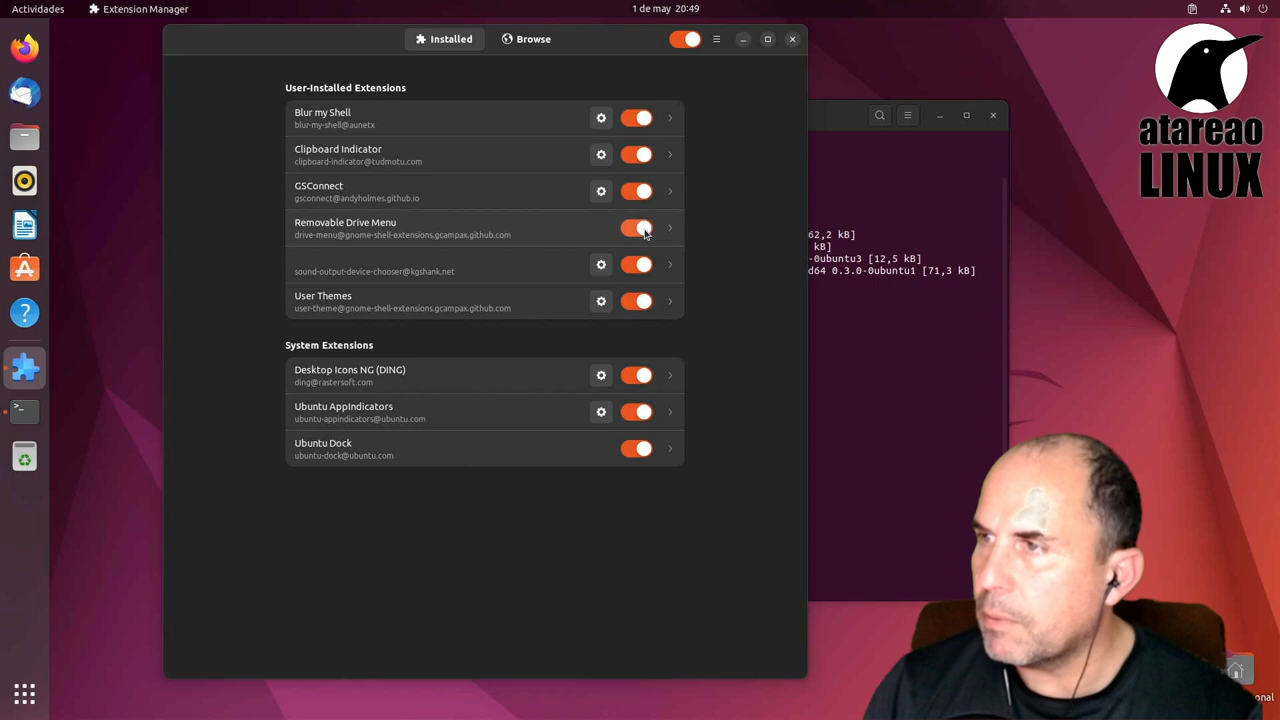 Actividades
Extension Manager
1 de may 20:49
Installed
Browse
User-Installed Extensions
Blur my Shell
blur-my-shell@aunetx
Clipboard Indicator
clipboard-indicator@tudmotu.com
GSConnect
gsconnect@andyholmes.github.io
Removable Drive Menu
drive-menu@gnome-shell-extensions.gcampax.github.com
sound-output-device-chooser@kgshank.net
User Themes
user-theme@gnome-shell-extensions.gcampax.github.com
System Extensions
Desktop Icons NG (DING)
ding@rastersoft.com
Ubuntu AppIndicators
ubuntu-appindicators@ubuntu.com
Ubuntu Dock
ubuntu-dock@ubuntu.com
62,2 kB]
kB]
-0ubuntu3 [12,5 kB]
d64 0.3.0-0ubuntu1 [71,3 kB]
atareao
LINUX
onal